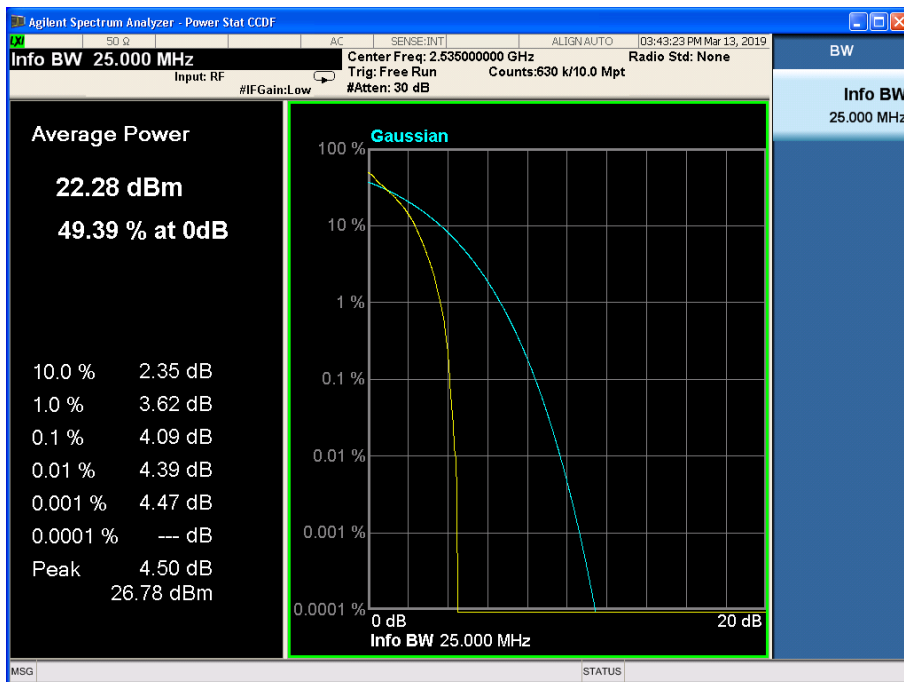 Agilent Spectrum Analyzer - Power Stat CCDF
LXI 50 Ω AC SENSE:INT ALIGN AUTO 03:43:23 PM Mar 13, 2019
Info BW 25.000 MHz
Center Freq: 2.535000000 GHz Radio Std: None
Input: RF Trig: Free Run Counts:630 k/10.0 Mpt
#IFGain:Low #Atten: 30 dB
BW
Info BW
25.000 MHz
Average Power
22.28 dBm
49.39 % at 0dB
10.0 % 2.35 dB
1.0 % 3.62 dB
0.1 % 4.09 dB
0.01 % 4.39 dB
0.001 % 4.47 dB
0.0001 % --- dB
Peak 4.50 dB
26.78 dBm
Gaussian
100 %
10 %
1 %
0.1 %
0.01 %
0.001 %
0.0001 %
0 dB 20 dB
Info BW 25.000 MHz
MSG STATUS